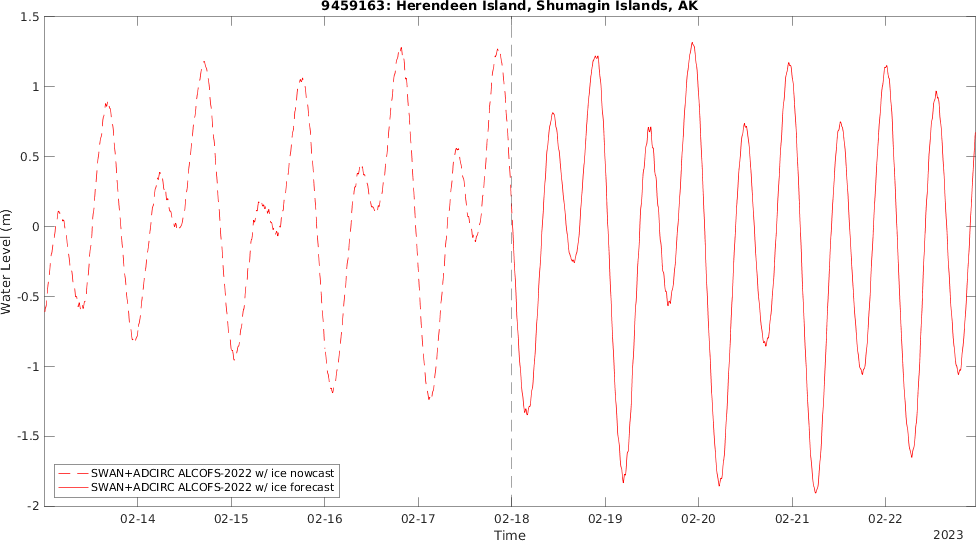 9459163: Herendeen Island, Shumagin Islands, AK
1.5
1
0.5
0
-0.5
-1
-1.5
-2
Water Level (m)
SWAN+ADCIRC ALCOFS-2022 w/ ice nowcast
SWAN+ADCIRC ALCOFS-2022 w/ ice forecast
02-14 02-15 02-16 02-17 02-18 02-19 02-20 02-21 02-22
Time
2023